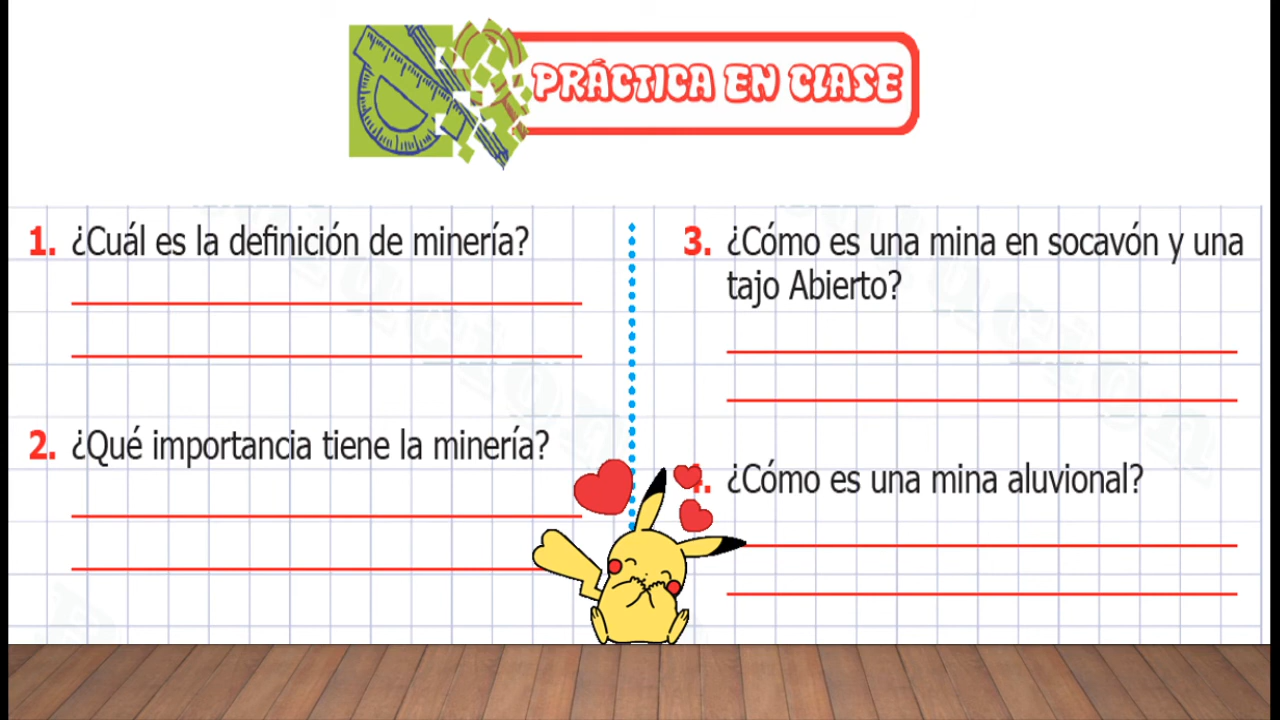 PRÁCTICA EN CLASE
1. ¿Cuál es la definición de minería?
2. ¿Qué importancia tiene la minería?
3. ¿Cómo es una mina en socavón y una
tajo Abierto?
¿Cómo es una mina aluvional?